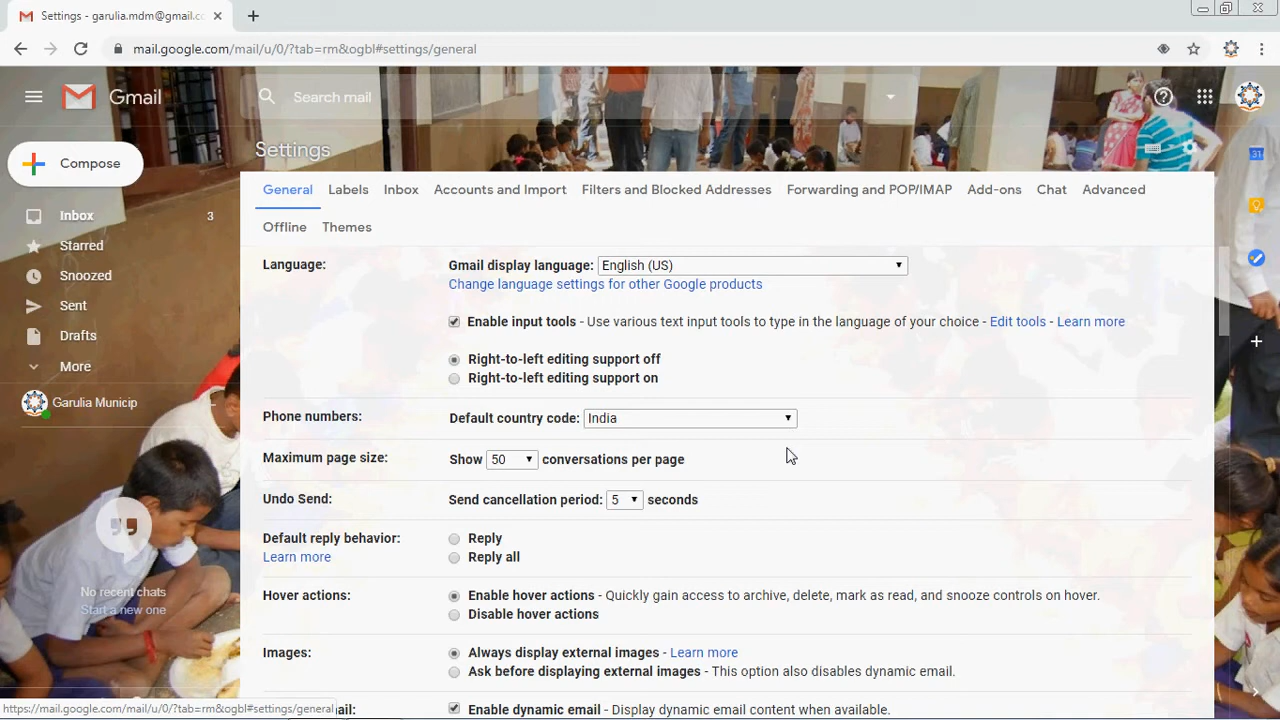 Settings - garulia.mdm@gmail.co
mail.google.com/mail/u/0/?tab=rm&ogbl#settings/general
Gmail
Search mail
Settings
Compose
General Labels Inbox Accounts and Import Filters and Blocked Addresses Forwarding and POP/IMAP Add-ons Chat Advanced
Offline Themes
Inbox 3
Starred
Snoozed
Sent
Drafts
More
Garulia Municip
No recent chats
Start a new one
Language:
Gmail display language: English (US)
Change language settings for other Google products
Enable input tools - Use various text input tools to type in the language of your choice - Edit tools - Learn more
Right-to-left editing support off
Right-to-left editing support on
Phone numbers:
Default country code: India
Maximum page size:
Show 50 conversations per page
Undo Send:
Send cancellation period: 5 seconds
Default reply behavior:
Learn more
Reply
Reply all
Hover actions:
Enable hover actions - Quickly gain access to archive, delete, mark as read, and snooze controls on hover.
Disable hover actions
Images:
Always display external images - Learn more
Ask before displaying external images - This option also disables dynamic email.
Enable dynamic email - Display dynamic email content when available.
https://mail.google.com/mail/u/0/?tab=rm&ogbl#settings/general
31